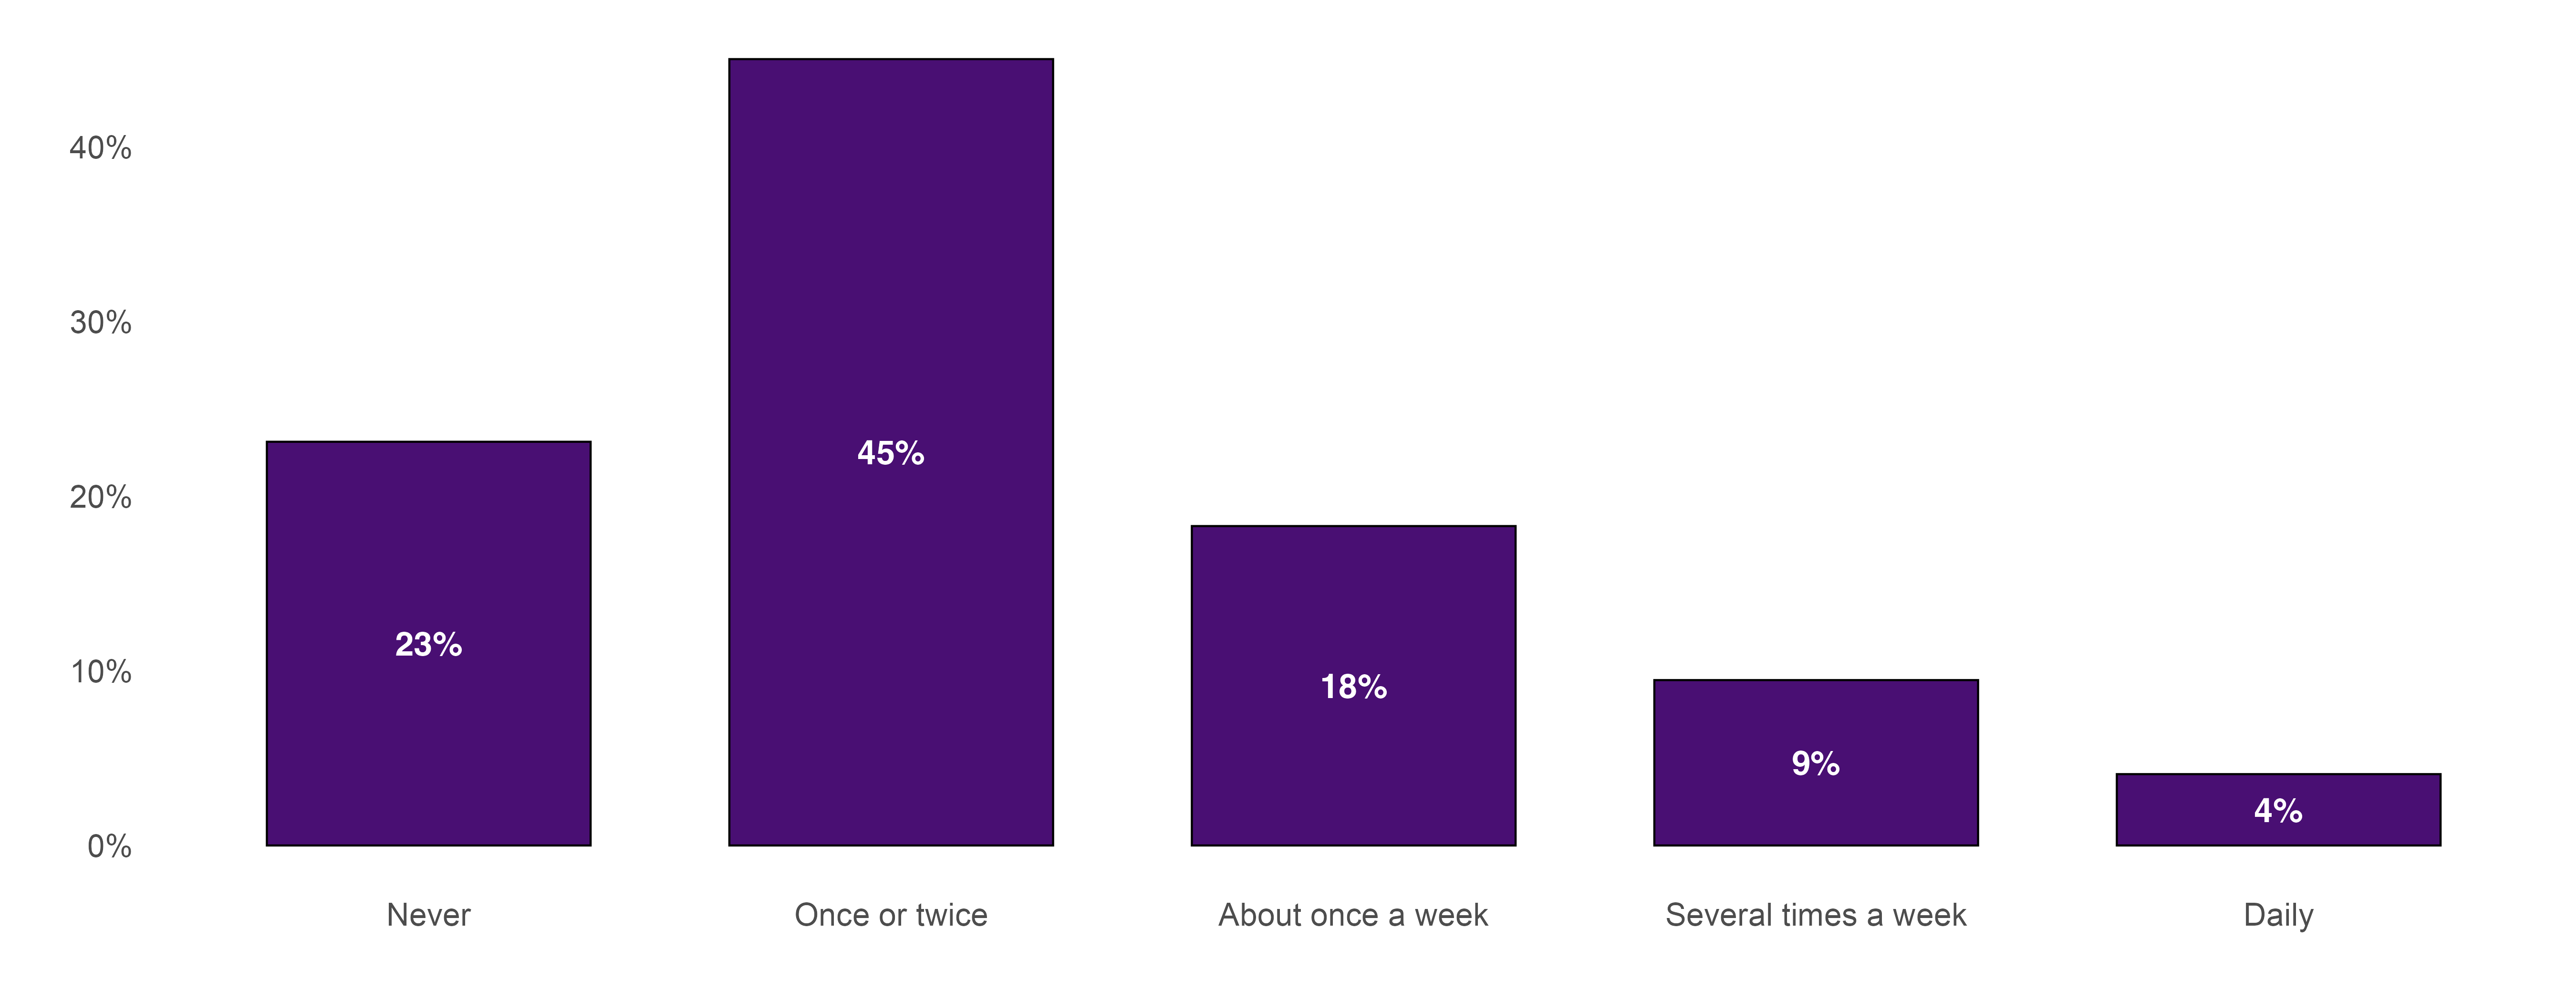 40%
30%
20%
10%
0%
23%
45%
18%
9%
4%
Never
Once or twice
About once a week
Several times a week
Daily